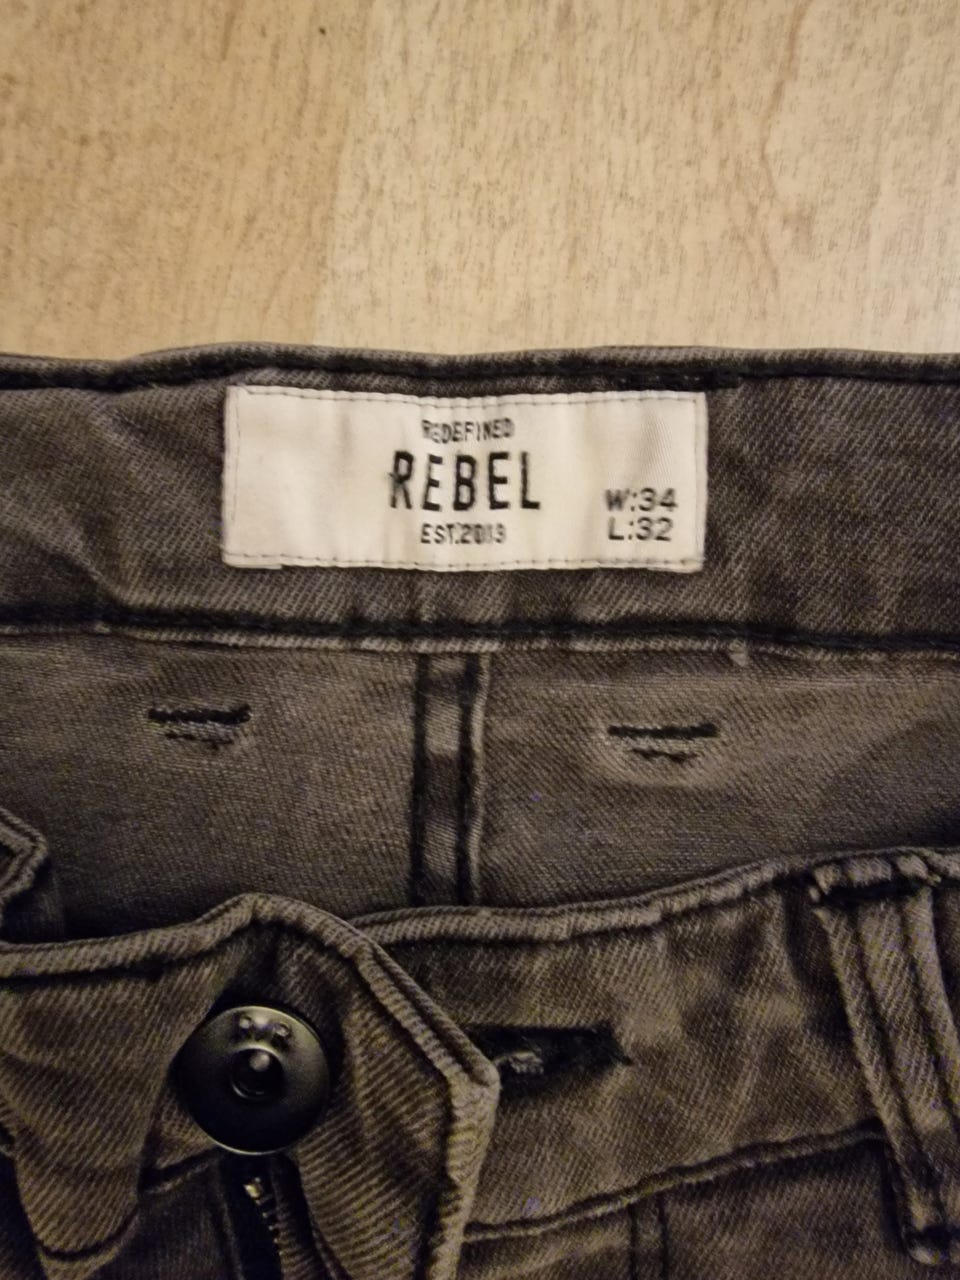 REDEFINED
REBEL
EST.2013
W:34
L:32